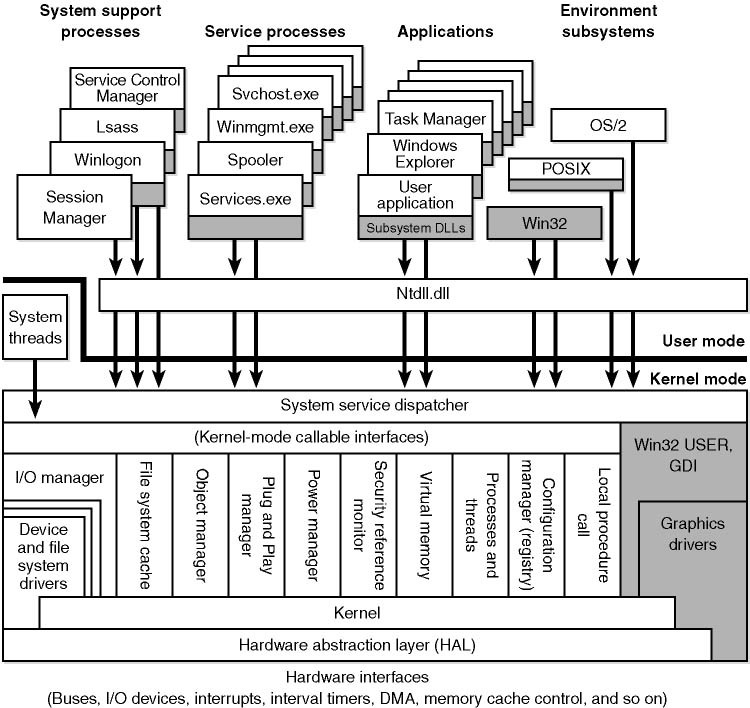 System support
processes
Service processes
Applications
Environment
subsystems
Service Control
Manager
Lsass
Winlogon
Session
Manager
Svchost.exe
Winmgmt.exe
Spooler
Services.exe
Task Manager
Windows
Explorer
User
application
Subsystem DLLs
OS/2
POSIX
Win32
Ntdll.dll
System
threads
User mode
Kernel mode
System service dispatcher
(Kernel-mode callable interfaces)
Win32 USER,
GDI
I/O manager
Device and
file system
drivers
File system cache
Object manager
Plug and Play
manager
Power manager
Security reference
monitor
Virtual memory
Processes and
threads
Configuration
manager (registry)
Local procedure
call
Graphics
drivers
Kernel
Hardware abstraction layer (HAL)
Hardware interfaces
(Buses, I/O devices, interrupts, interval timers, DMA, memory cache control, and so on)